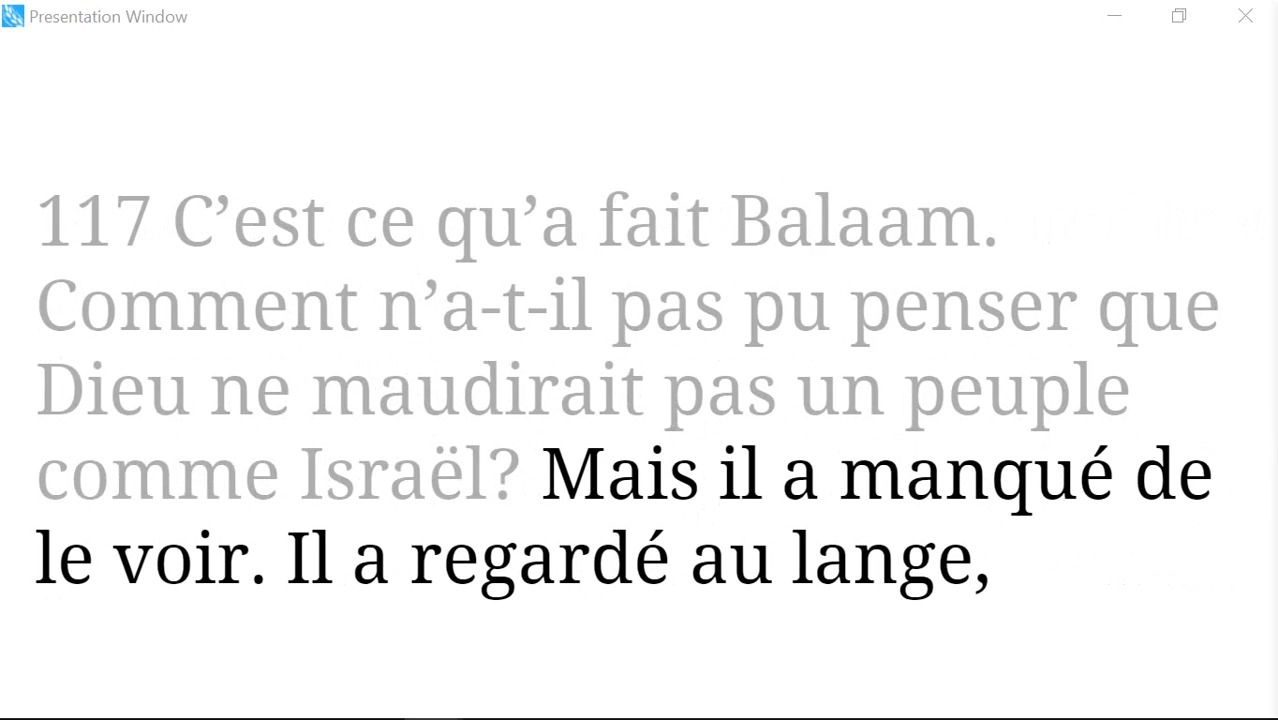 Presentation Window
117 C’est ce qu’a fait Balaam.
Comment n’a-t-il pas pu penser que
Dieu ne maudirait pas un peuple
comme Israël? Mais il a manqué de
le voir. Il a regardé au lange,